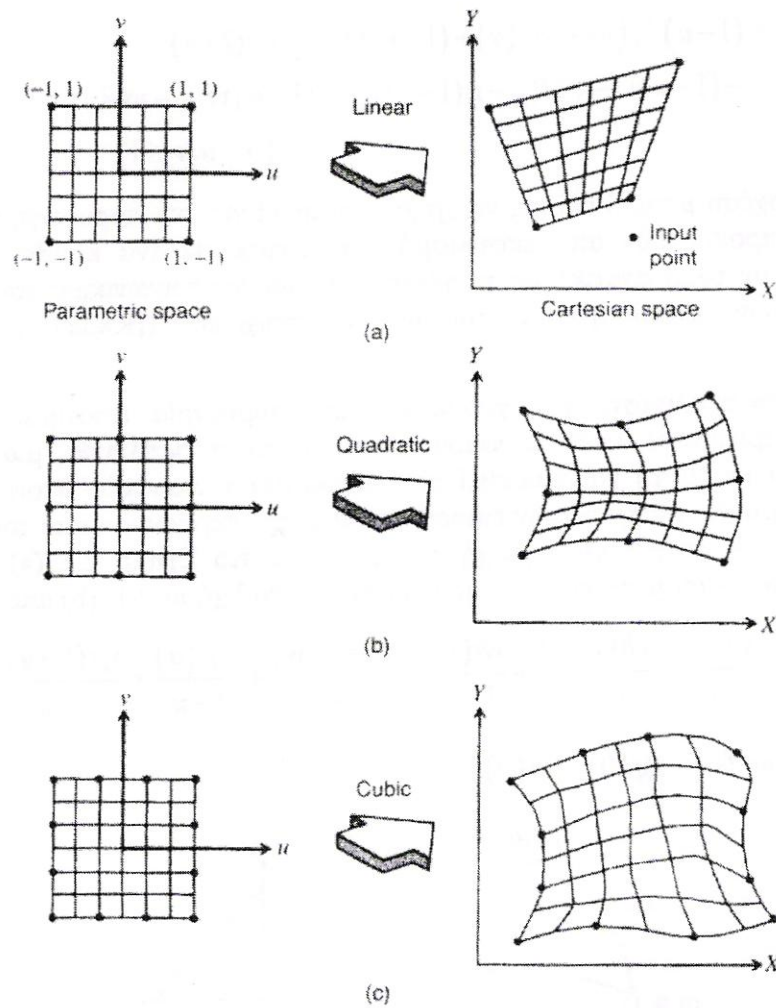 v
Y
(−1, 1)
(1, 1)
Linear
u
(−1, −1)
(1, −1)
Input
point
X
Parametric space
Cartesian space
(a)
v
Y
Quadratic
u
X
(b)
v
Y
Cubic
u
X
(c)